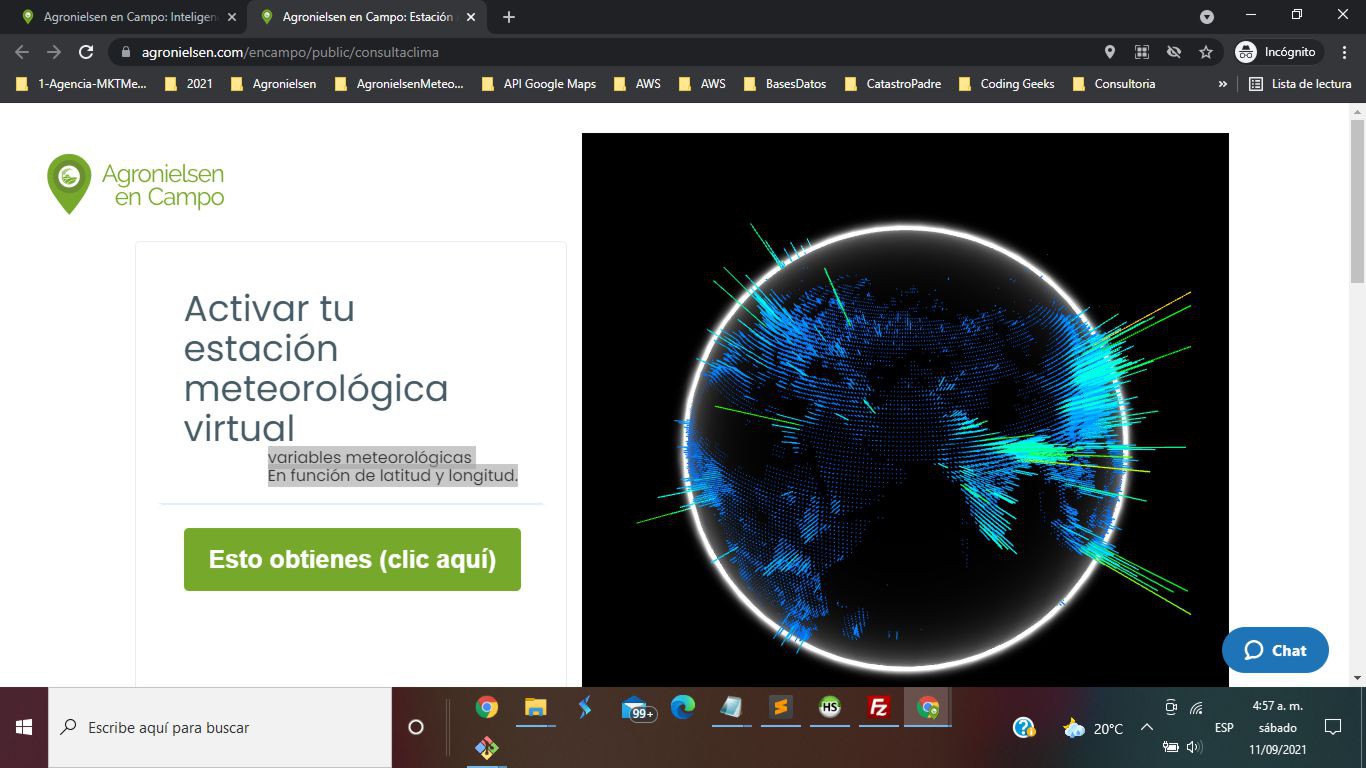 Agronielsen en Campo: Inteligen
Agronielsen en Campo: Estación
agronielsen.com/encampo/public/consultaclima
Incógnito
1-Agencia-MKTMe...
2021
Agronielsen
AgronielsenMeteo...
API Google Maps
AWS
AWS
BasesDatos
CatastroPadre
Coding Geeks
Consultoria
»
Lista de lectura
Agronielsen
en Campo
Activar tu
estación
meteorológica
virtual
variables meteorológicas
En función de latitud y longitud.
Esto obtienes (clic aquí)
Chat
Escribe aquí para buscar
99+
HS
Fz
20°C
ESP
4:57 a. m.
sábado
11/09/2021